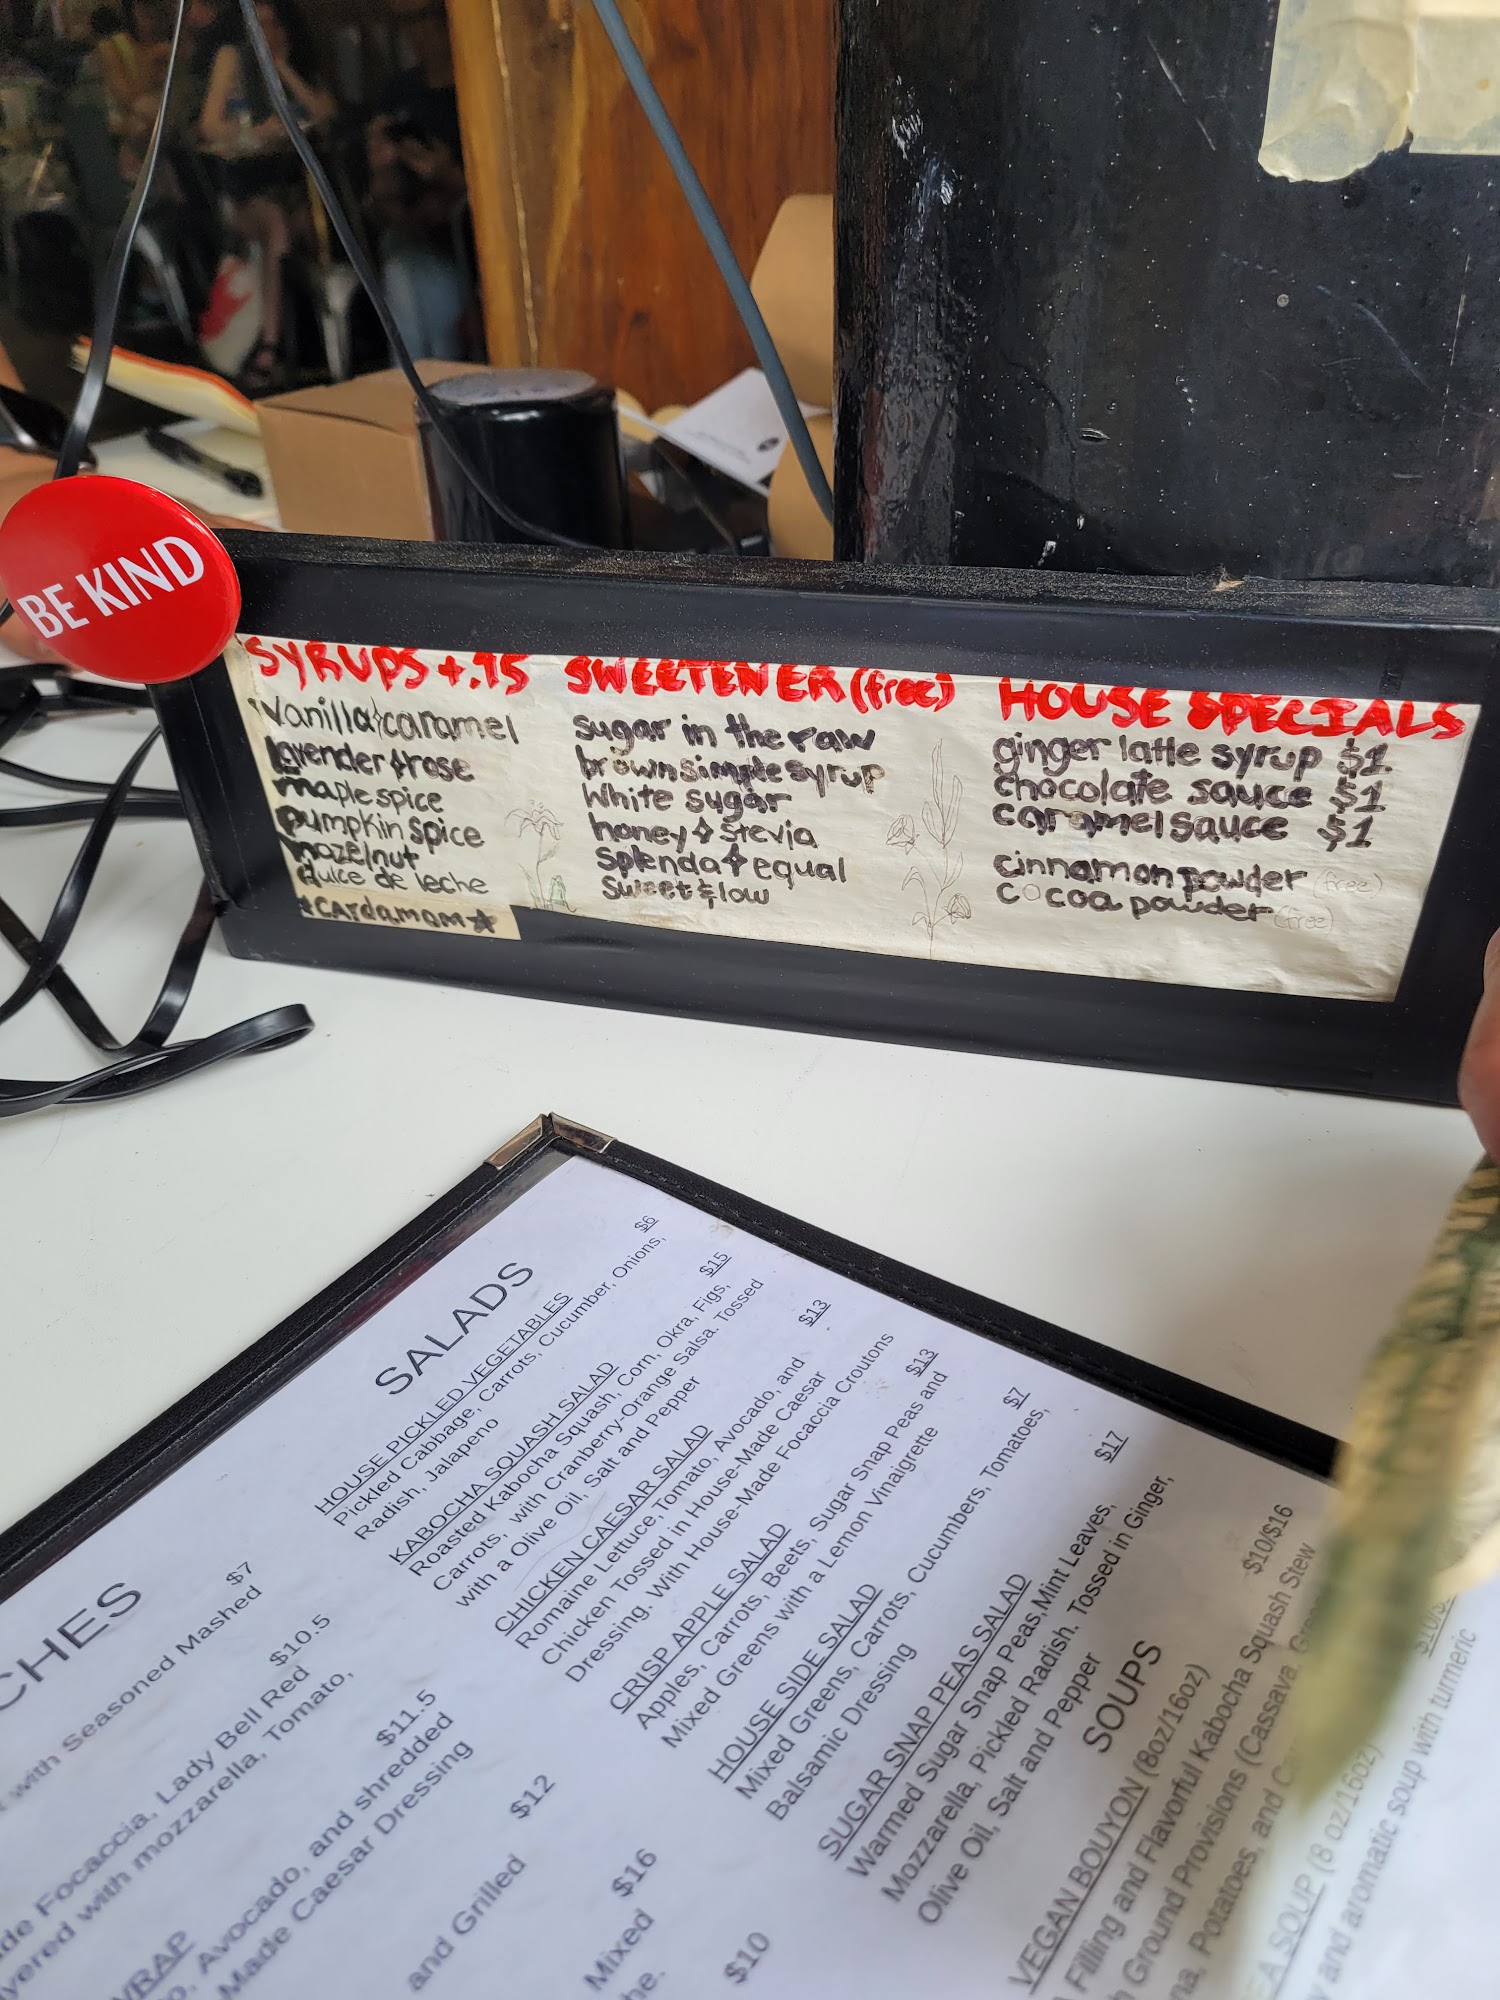 BE KIND
SYRUPS +.75
Vanilla caramel
lavender rose
maple spice
pumpkin spice
hazelnut
dulce de leche
cardamom
SWEETENER (free)
sugar in the raw
brown simple syrup
white sugar
honey stevia
splenda equal
sweet & low
HOUSE SPECIALS
ginger latte syrup $1
chocolate sauce $1
caramel sauce $1
cinnamon powder (free)
cocoa powder (free)
SALADS
HOUSE PICKLED VEGETABLES $6
Pickled Cabbage, Carrots, Cucumber, Onions,
Radish, Jalapeno
KABOCHA SQUASH SALAD $15
Roasted Kabocha Squash, Corn, Okra, Figs,
Carrots, with Cranberry-Orange Salsa. Tossed
with a Olive Oil, Salt and Pepper
CHICKEN CAESAR SALAD $13
Romaine Lettuce, Tomato, Avocado, and
Chicken Tossed in House-Made Caesar
Dressing. With House-Made Focaccia Croutons
CRISP APPLE SALAD $13
Apples, Carrots, Beets, Sugar Snap Peas and
Mixed Greens with a Lemon Vinaigrette
HOUSE SIDE SALAD $7
Mixed Greens, Carrots, Cucumbers, Tomatoes,
Balsamic Dressing
SUGAR SNAP PEAS SALAD $17
Warmed Sugar Snap Peas,Mint Leaves,
Mozzarella, Pickled Radish. Tossed in Ginger,
Olive Oil, Salt and Pepper
SOUPS
VEGAN BOUYON (8oz/16oz) $10/$16
Filling and Flavorful Kabocha Squash Stew
Ground Provisions (Cassava,
Potatoes, and
SOUP (8 oz/16oz)
and aromatic soup with turmeric
CHES
$7
with Seasoned Mashed
$10.5
Focaccia, Lady Bell Red
with mozzarella, Tomato,
WRAP $11.5
Avocado, and shredded
Made Caesar Dressing
$12
and Grilled
$16
Mixed
$10